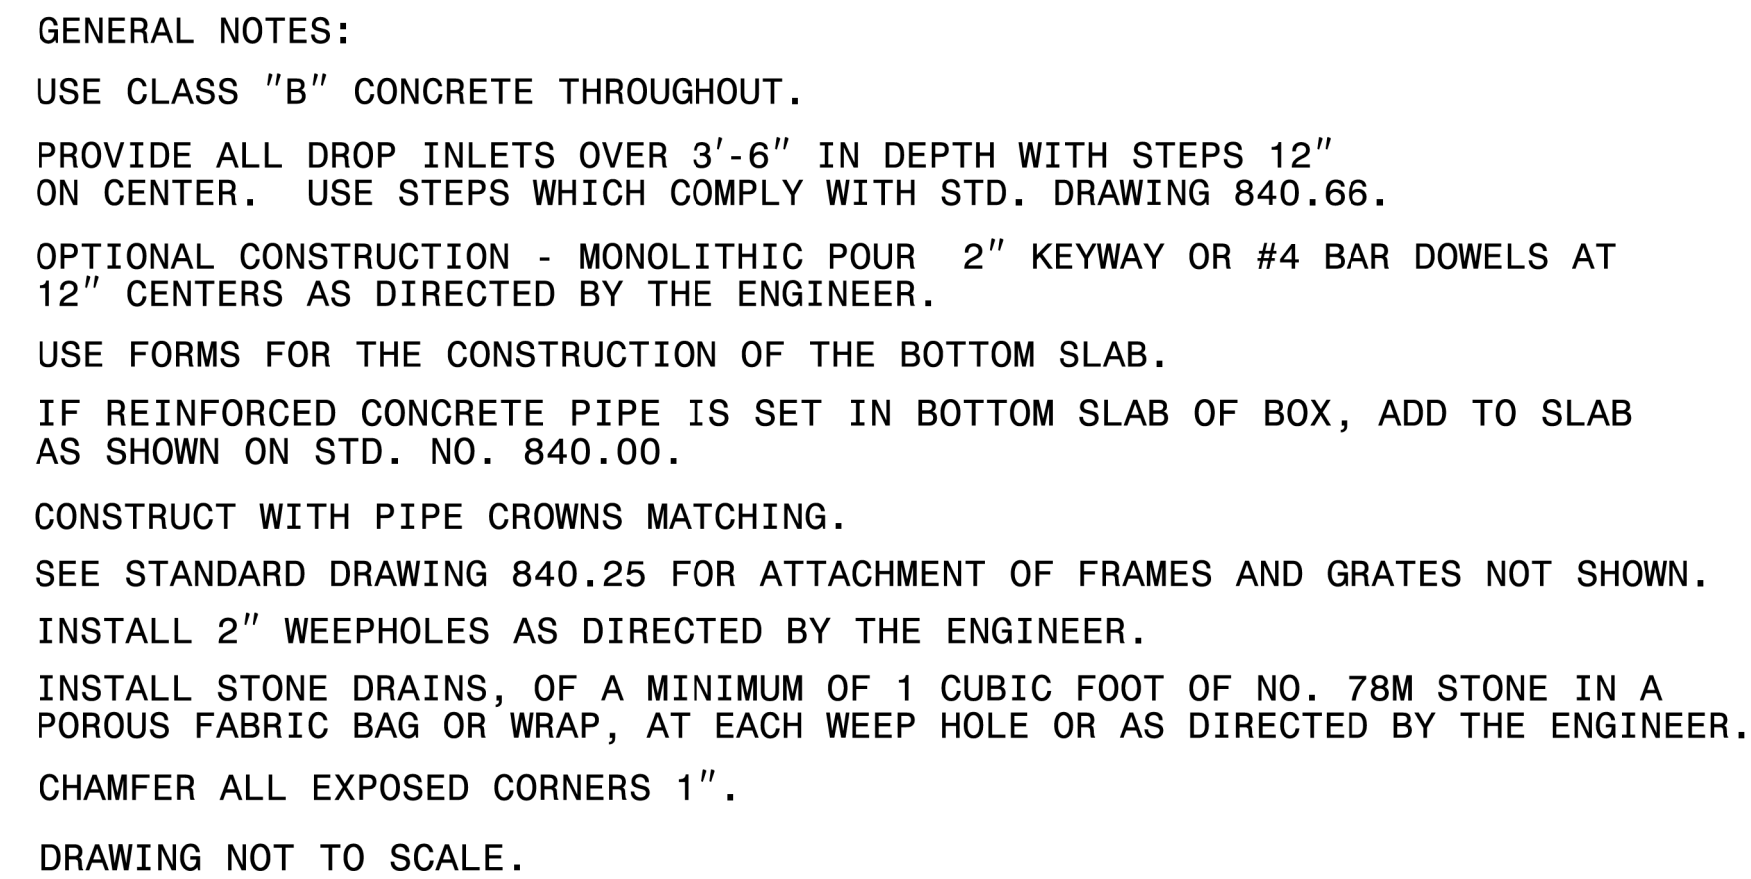 GENERAL NOTES:
USE CLASS "B" CONCRETE THROUGHOUT.
PROVIDE ALL DROP INLETS OVER 3'-6" IN DEPTH WITH STEPS 12"
ON CENTER.  USE STEPS WHICH COMPLY WITH STD. DRAWING 840.66.
OPTIONAL CONSTRUCTION - MONOLITHIC POUR  2" KEYWAY OR #4 BAR DOWELS AT
12" CENTERS AS DIRECTED BY THE ENGINEER.
USE FORMS FOR THE CONSTRUCTION OF THE BOTTOM SLAB.
IF REINFORCED CONCRETE PIPE IS SET IN BOTTOM SLAB OF BOX, ADD TO SLAB
AS SHOWN ON STD. NO. 840.00.
CONSTRUCT WITH PIPE CROWNS MATCHING.
SEE STANDARD DRAWING 840.25 FOR ATTACHMENT OF FRAMES AND GRATES NOT SHOWN.
INSTALL 2" WEEPHOLES AS DIRECTED BY THE ENGINEER.
INSTALL STONE DRAINS, OF A MINIMUM OF 1 CUBIC FOOT OF NO. 78M STONE IN A
POROUS FABRIC BAG OR WRAP, AT EACH WEEP HOLE OR AS DIRECTED BY THE ENGINEER.
CHAMFER ALL EXPOSED CORNERS 1".
DRAWING NOT TO SCALE.